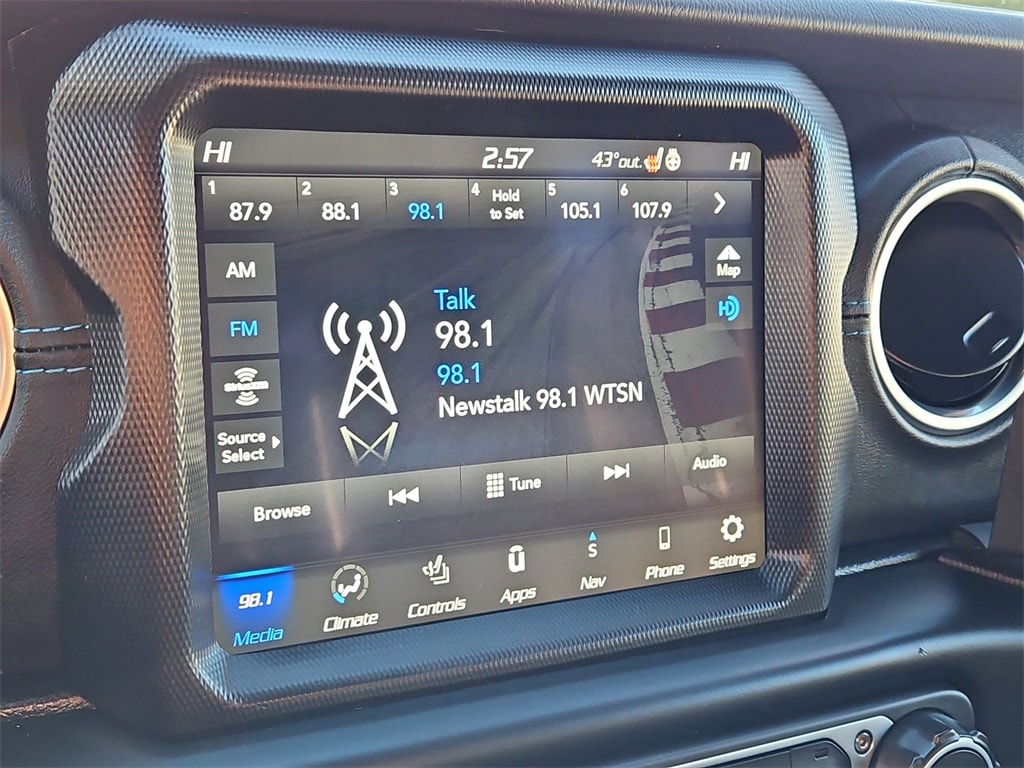 HI 2:57 43°out. HI
1 87.9
2 88.1
3 98.1
4 Hold to Set
5 105.1
6 107.9
AM
FM
SiriusXM
Source
Select
Talk
98.1
98.1
Newstalk 98.1 WTSN
Map
HD
Browse Tune Audio
98.1
Media Climate Controls Apps S Nav Phone Settings